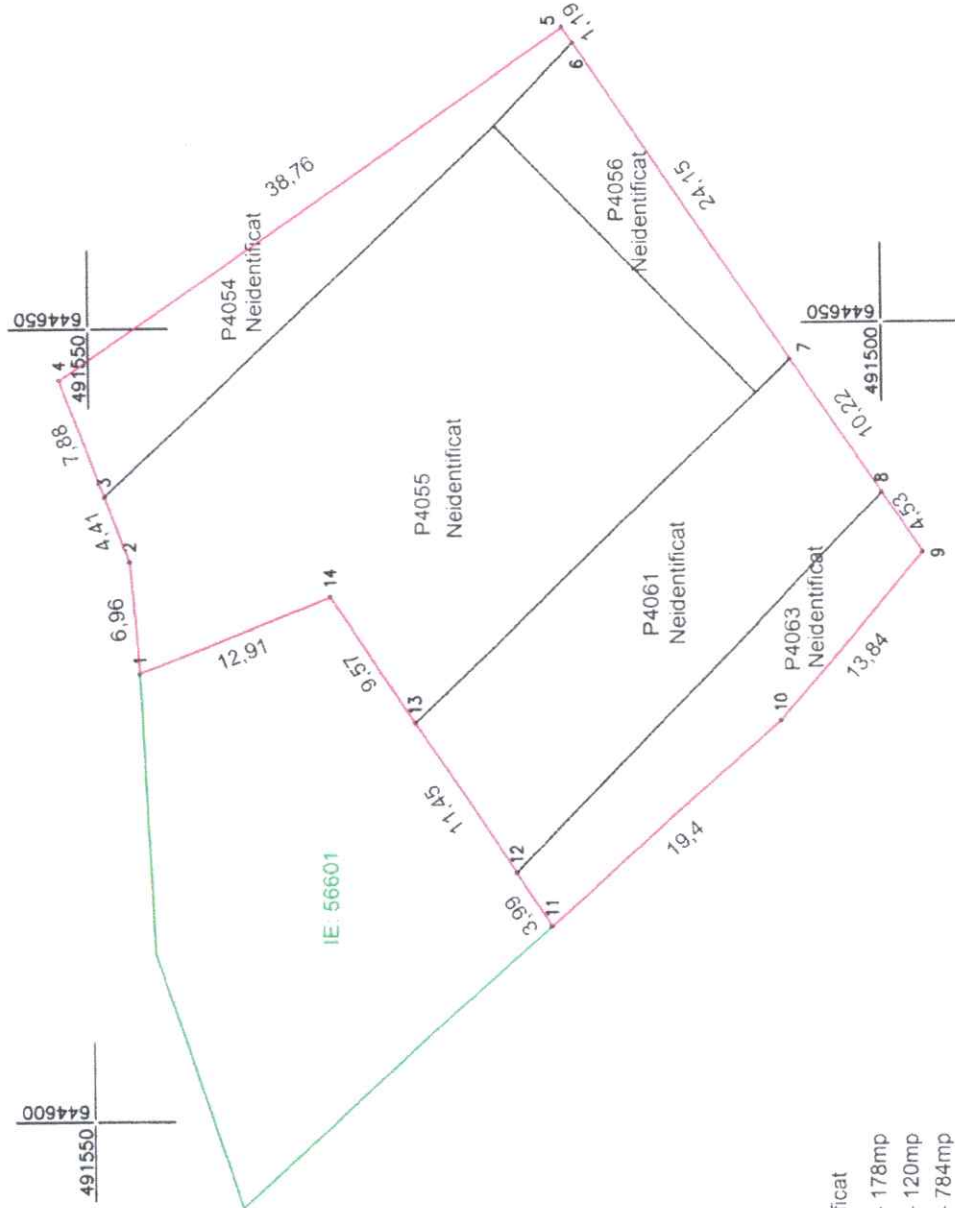 5
1,19
6
38,76
P4054
Neidentificat
P4056
Neidentificat
24,15
644650
491550
4
7,88
3
4,41
2
6,96
1
12,91
14
9,57
13
P4055
Neidentificat
7
644650
491500
10,22
8
4,53
9
P4061
Neidentificat
P4063
Neidentificat
13,84
10
19,4
11,45
12
3,99
11
IE: 56601
644600
491550
178mp
120mp
784mp